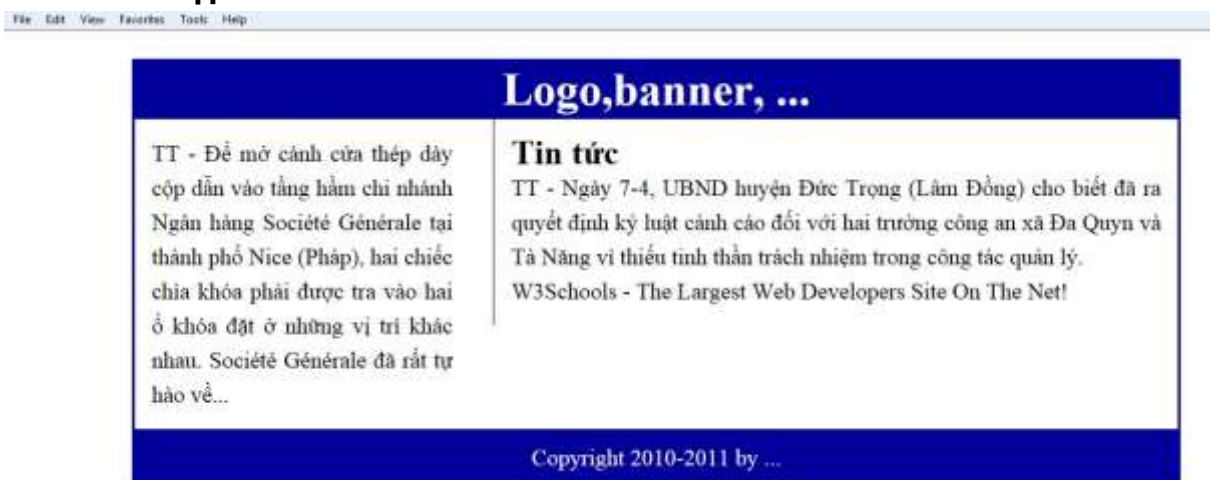 File Edit View Favorites Tools Help
Logo,banner, ...
TT - Để mở cánh cửa thép dày
cộp dẫn vào tầng hầm chi nhánh
Ngân hàng Société Générale tại
thành phố Nice (Pháp), hai chiếc
chìa khóa phải được tra vào hai
ổ khóa đặt ở những vị trí khác
nhau. Société Générale đã rất tự
hào về...
Tin tức
TT - Ngày 7-4, UBND huyện Đức Trọng (Lâm Đồng) cho biết đã ra
quyết định kỷ luật cảnh cáo đối với hai trưởng công an xã Đa Quyn và
Tà Năng vì thiếu tinh thần trách nhiệm trong công tác quản lý.
W3Schools - The Largest Web Developers Site On The Net!
Copyright 2010-2011 by ...